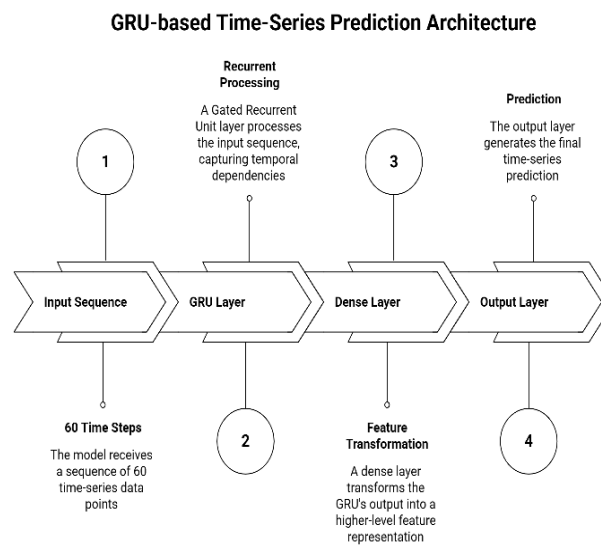 GRU-based Time-Series Prediction Architecture
Recurrent
Processing
A Gated Recurrent
Unit layer processes
the input sequence,
capturing temporal
dependencies
Prediction
The output layer
generates the final
time-series
prediction
1
3
Input Sequence
GRU Layer
Dense Layer
Output Layer
60 Time Steps
The model receives
a sequence of 60
time-series data
points
2
Feature
Transformation
A dense layer
transforms the
GRU's output into a
higher-level feature
representation
4